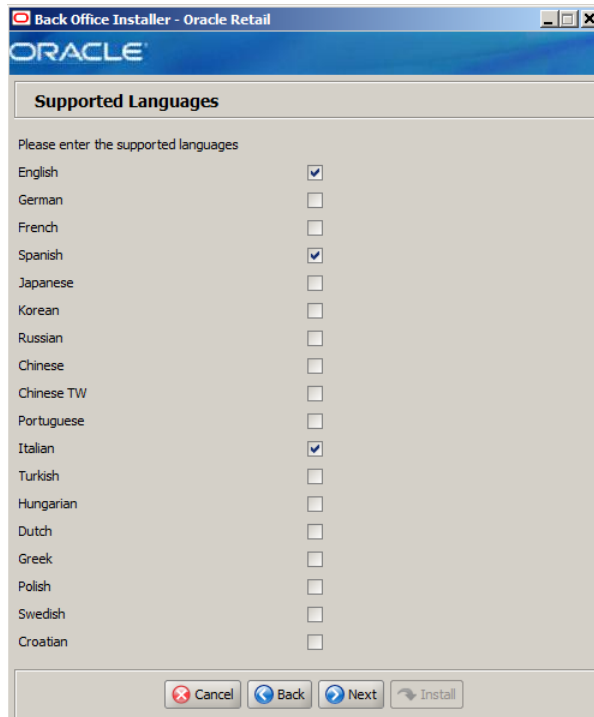 Back Office Installer - Oracle Retail
ORACLE
Supported Languages
Please enter the supported languages
English
German
French
Spanish
Japanese
Korean
Russian
Chinese
Chinese TW
Portuguese
Italian
Turkish
Hungarian
Dutch
Greek
Polish
Swedish
Croatian
Cancel Back Next Install